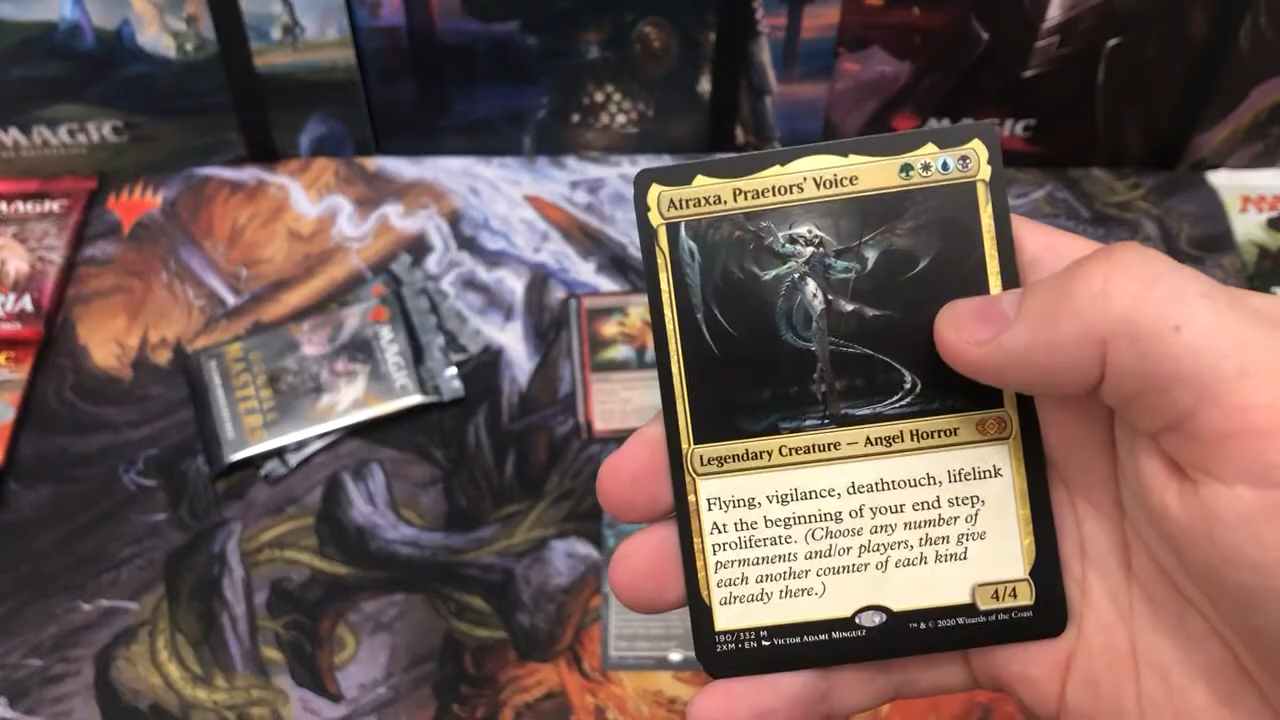 MAGIC
MAGIC
MAGIC
RIA
MAGIC
DOUBLE
MASTERS
Atraxa, Praetors' Voice
Legendary Creature — Angel Horror
Flying, vigilance, deathtouch, lifelink
At the beginning of your end step,
proliferate. (Choose any number of
permanents and/or players, then give
each another counter of each kind
already there.)
4/4
190/332 M
2XM • EN Victor Adame Minguez
™ & © 2020 Wizards of the Coast